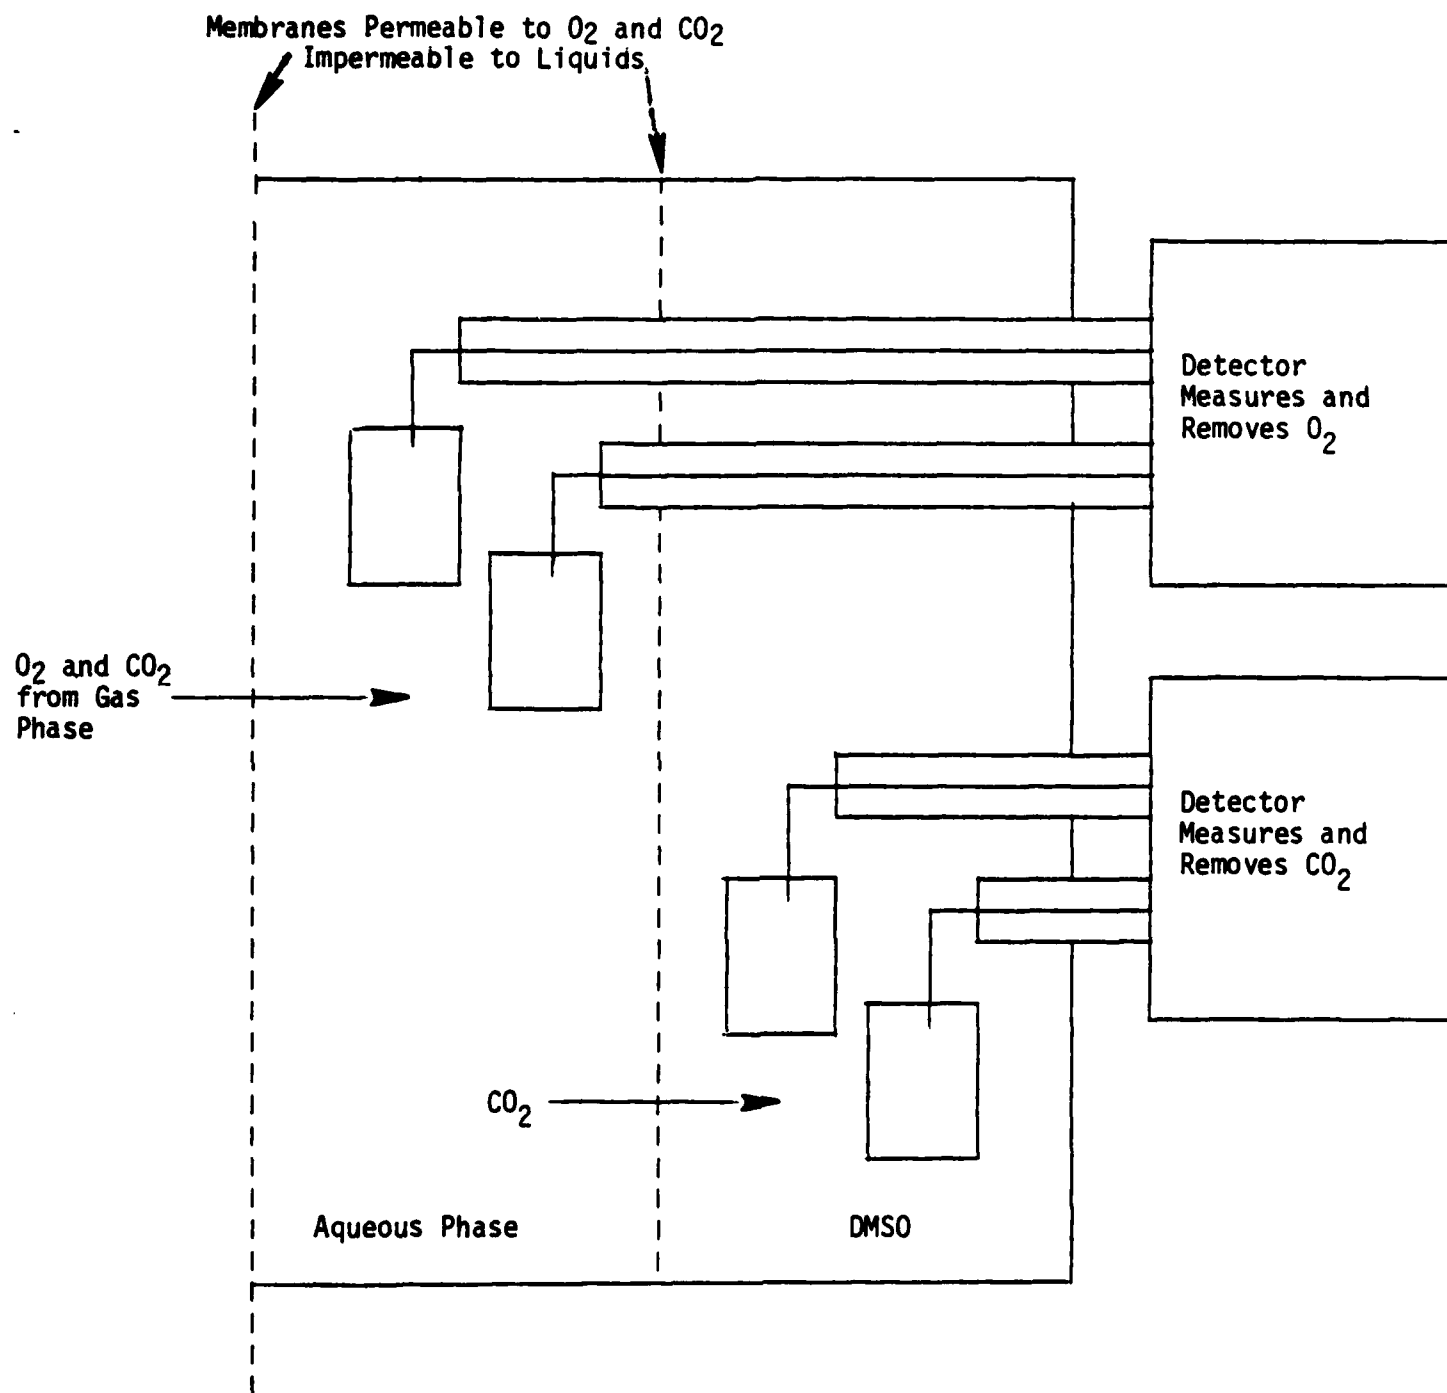 Membranes Permeable to O2 and CO2
Impermeable to Liquids
Detector
Measures and
Removes O2
O2 and CO2
from Gas
Phase
Detector
Measures and
Removes CO2
CO2
Aqueous Phase
DMSO